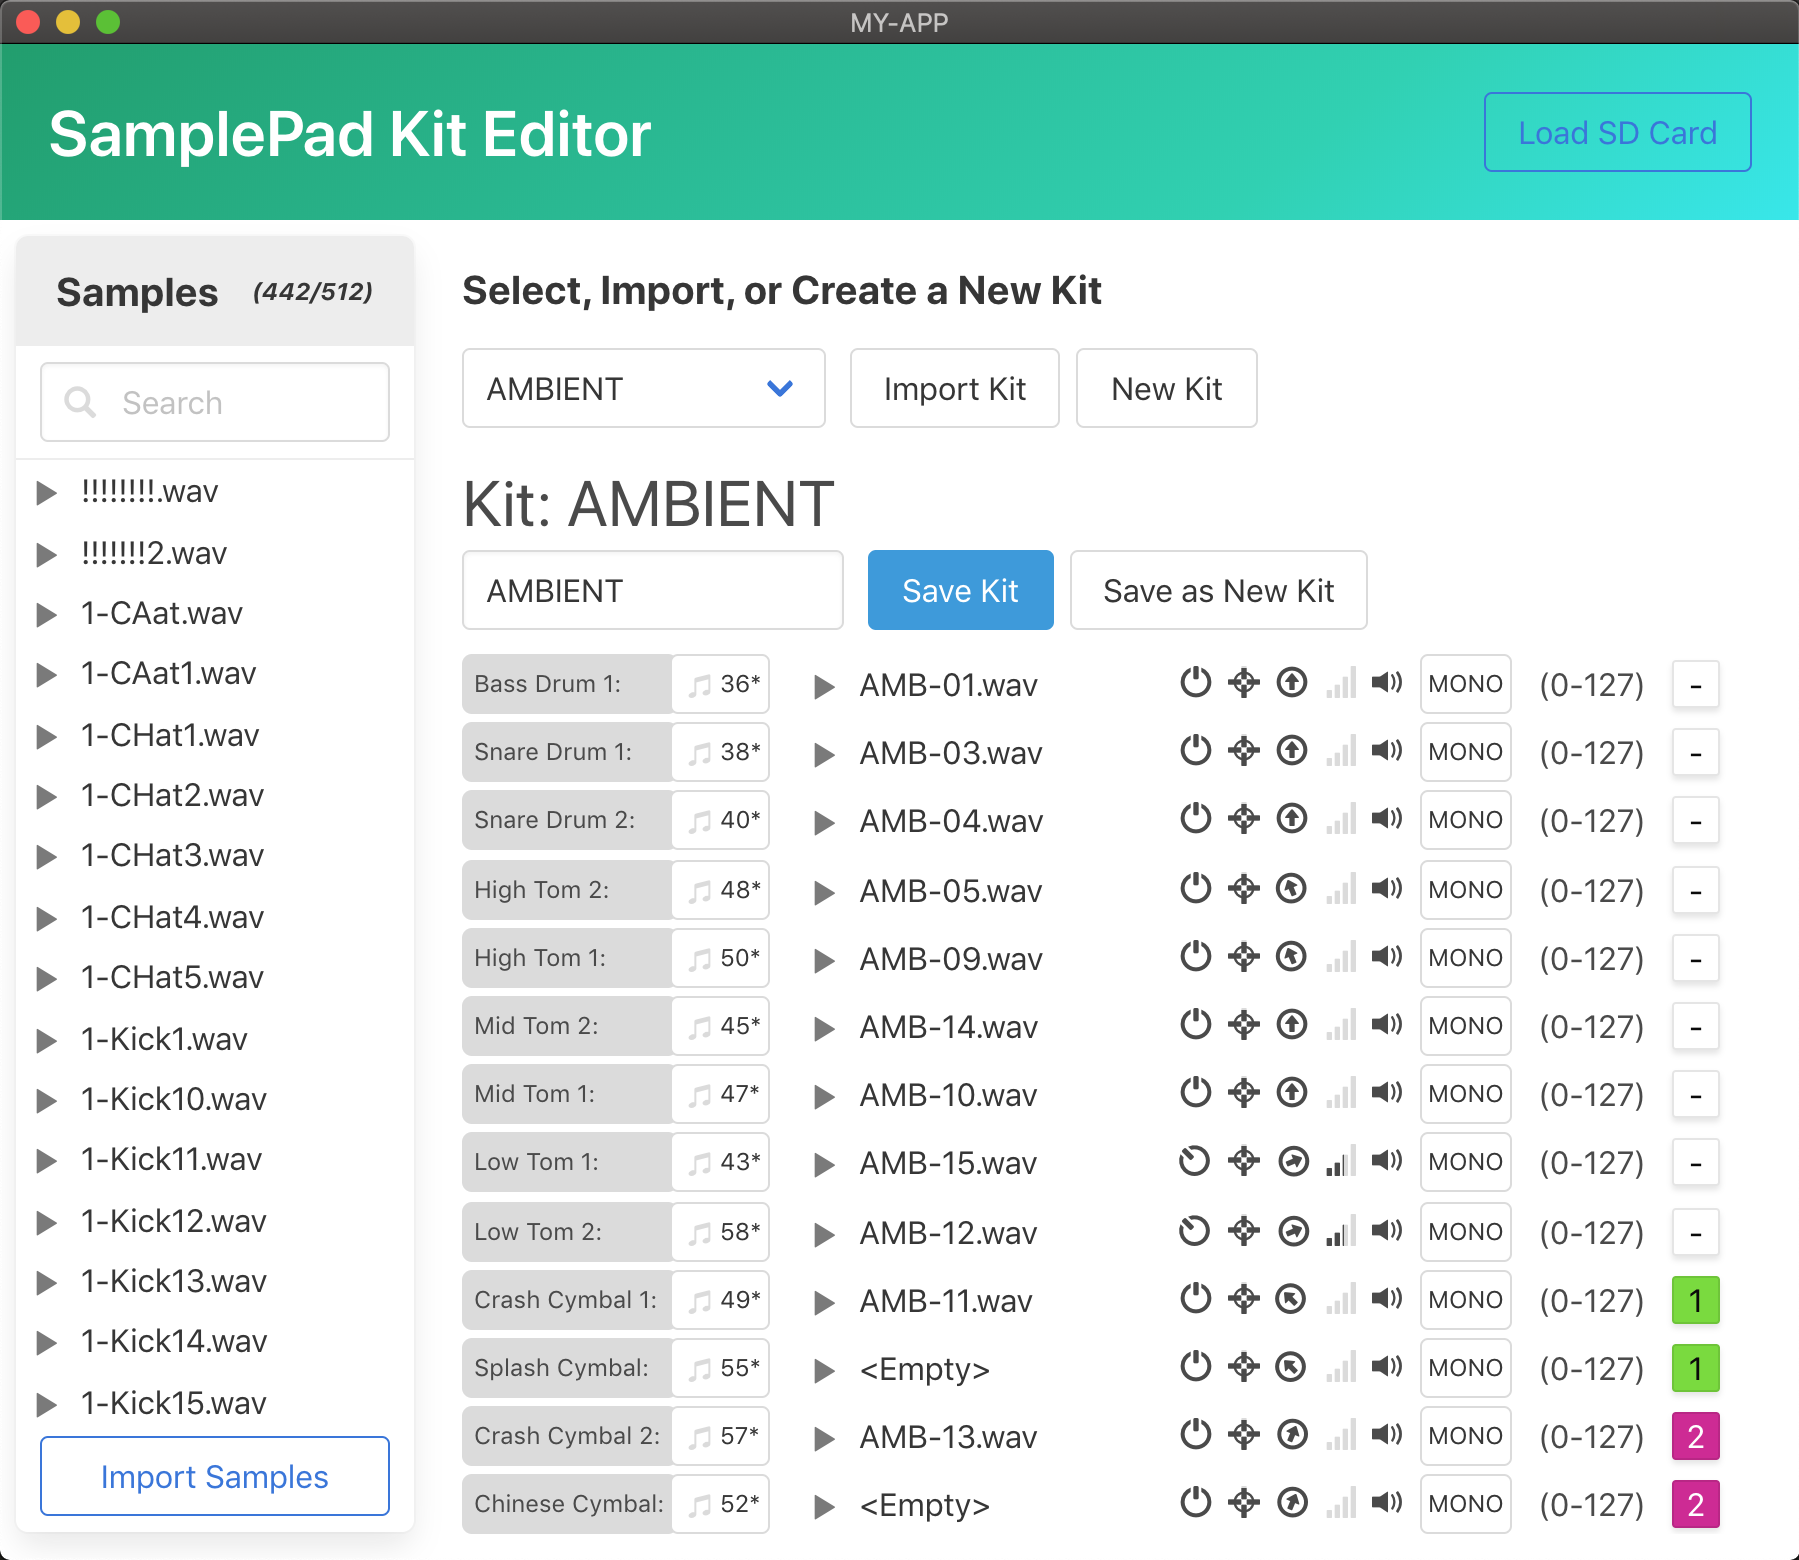 MY-APP
SamplePad Kit Editor
Load SD Card
Samples (442/512)
Search
!!!!!!!!.wav
!!!!!!!2.wav
1-CAat.wav
1-CAat1.wav
1-CHat1.wav
1-CHat2.wav
1-CHat3.wav
1-CHat4.wav
1-CHat5.wav
1-Kick1.wav
1-Kick10.wav
1-Kick11.wav
1-Kick12.wav
1-Kick13.wav
1-Kick14.wav
1-Kick15.wav
Import Samples
Select, Import, or Create a New Kit
AMBIENT Import Kit New Kit
Kit: AMBIENT
AMBIENT Save Kit Save as New Kit
Bass Drum 1: 36* AMB-01.wav MONO (0-127) -
Snare Drum 1: 38* AMB-03.wav MONO (0-127) -
Snare Drum 2: 40* AMB-04.wav MONO (0-127) -
High Tom 2: 48* AMB-05.wav MONO (0-127) -
High Tom 1: 50* AMB-09.wav MONO (0-127) -
Mid Tom 2: 45* AMB-14.wav MONO (0-127) -
Mid Tom 1: 47* AMB-10.wav MONO (0-127) -
Low Tom 1: 43* AMB-15.wav MONO (0-127) -
Low Tom 2: 58* AMB-12.wav MONO (0-127) -
Crash Cymbal 1: 49* AMB-11.wav MONO (0-127) 1
Splash Cymbal: 55* <Empty> MONO (0-127) 1
Crash Cymbal 2: 57* AMB-13.wav MONO (0-127) 2
Chinese Cymbal: 52* <Empty> MONO (0-127) 2